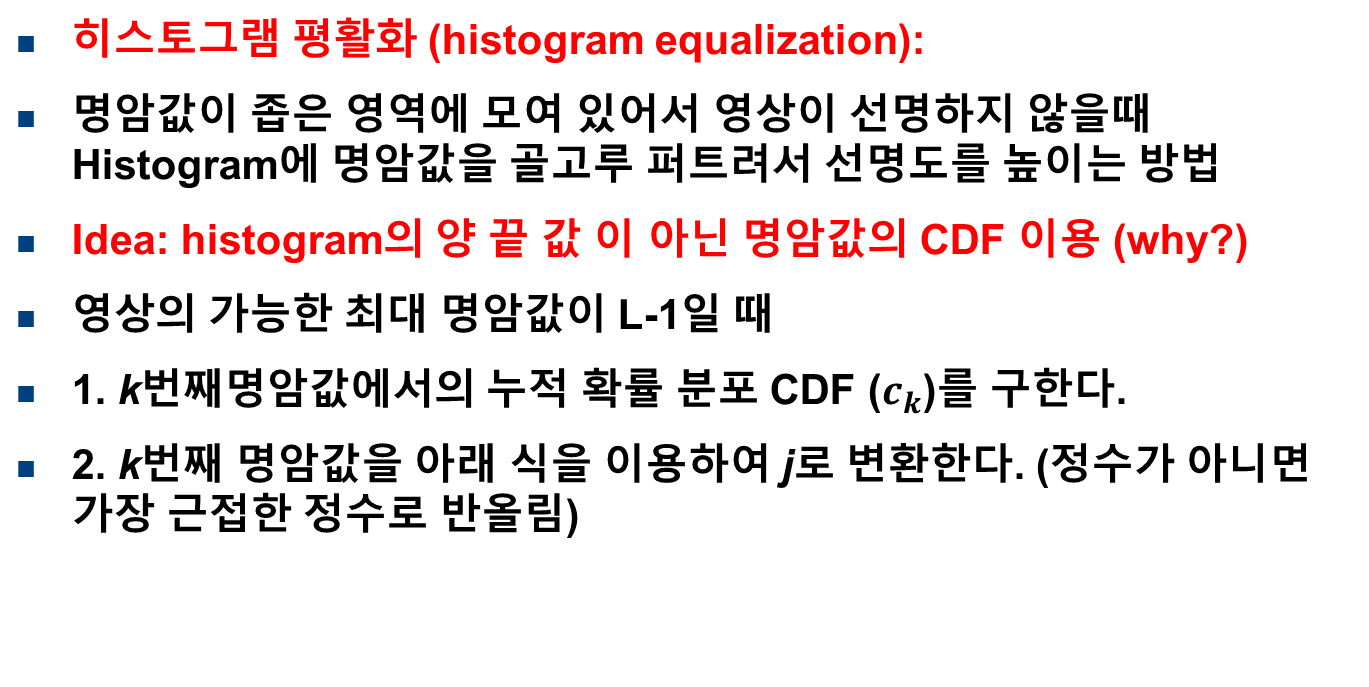 ▪ 히스토그램 평활화 (histogram equalization):
▪ 명암값이 좁은 영역에 모여 있어서 영상이 선명하지 않을때
Histogram에 명암값을 골고루 퍼트려서 선명도를 높이는 방법
▪ Idea: histogram의 양 끝 값 이 아닌 명암값의 CDF 이용 (why?)
▪ 영상의 가능한 최대 명암값이 L-1일 때
▪ 1. k번째명암값에서의 누적 확률 분포 CDF (cₖ)를 구한다.
▪ 2. k번째 명암값을 아래 식을 이용하여 j로 변환한다. (정수가 아니면
가장 근접한 정수로 반올림)